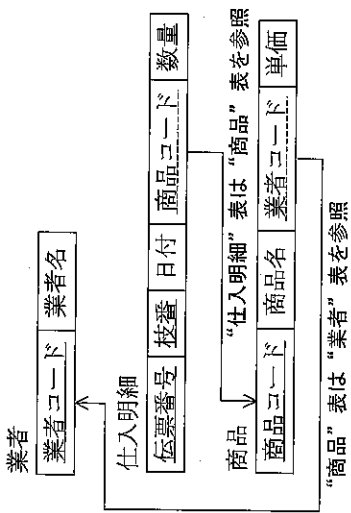 業者
業者コード 業者名
仕入明細
伝票番号 枝番 日付 商品コード 数量
"仕入明細" 表は "商品" 表を参照
商品
商品コード 商品名 業者コード 単価
"商品" 表は "業者" 表を参照